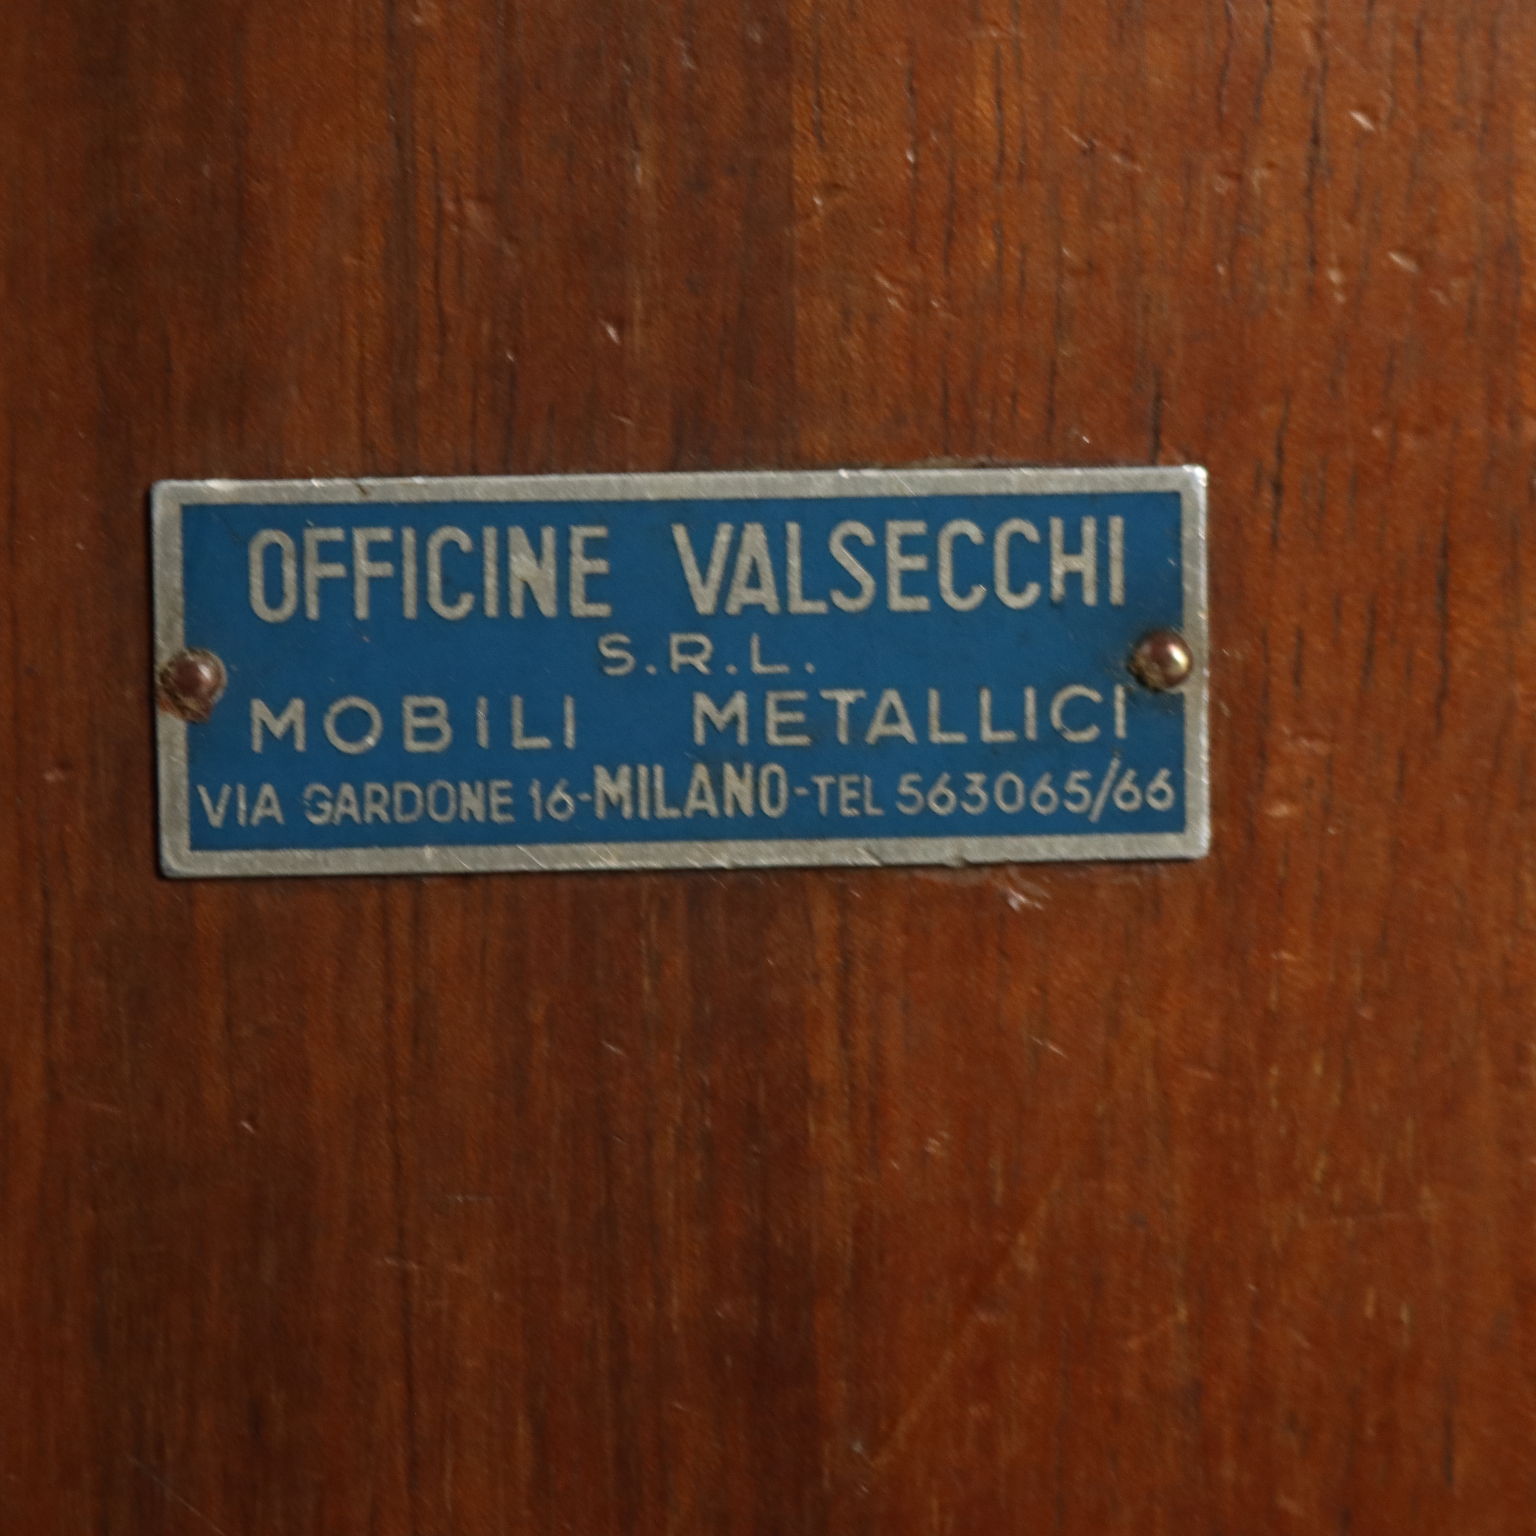 OFFICINE VALSECCHI
S.R.L.
MOBILI METALLICI
VIA GARDONE 16-MILANO-TEL 563065/66